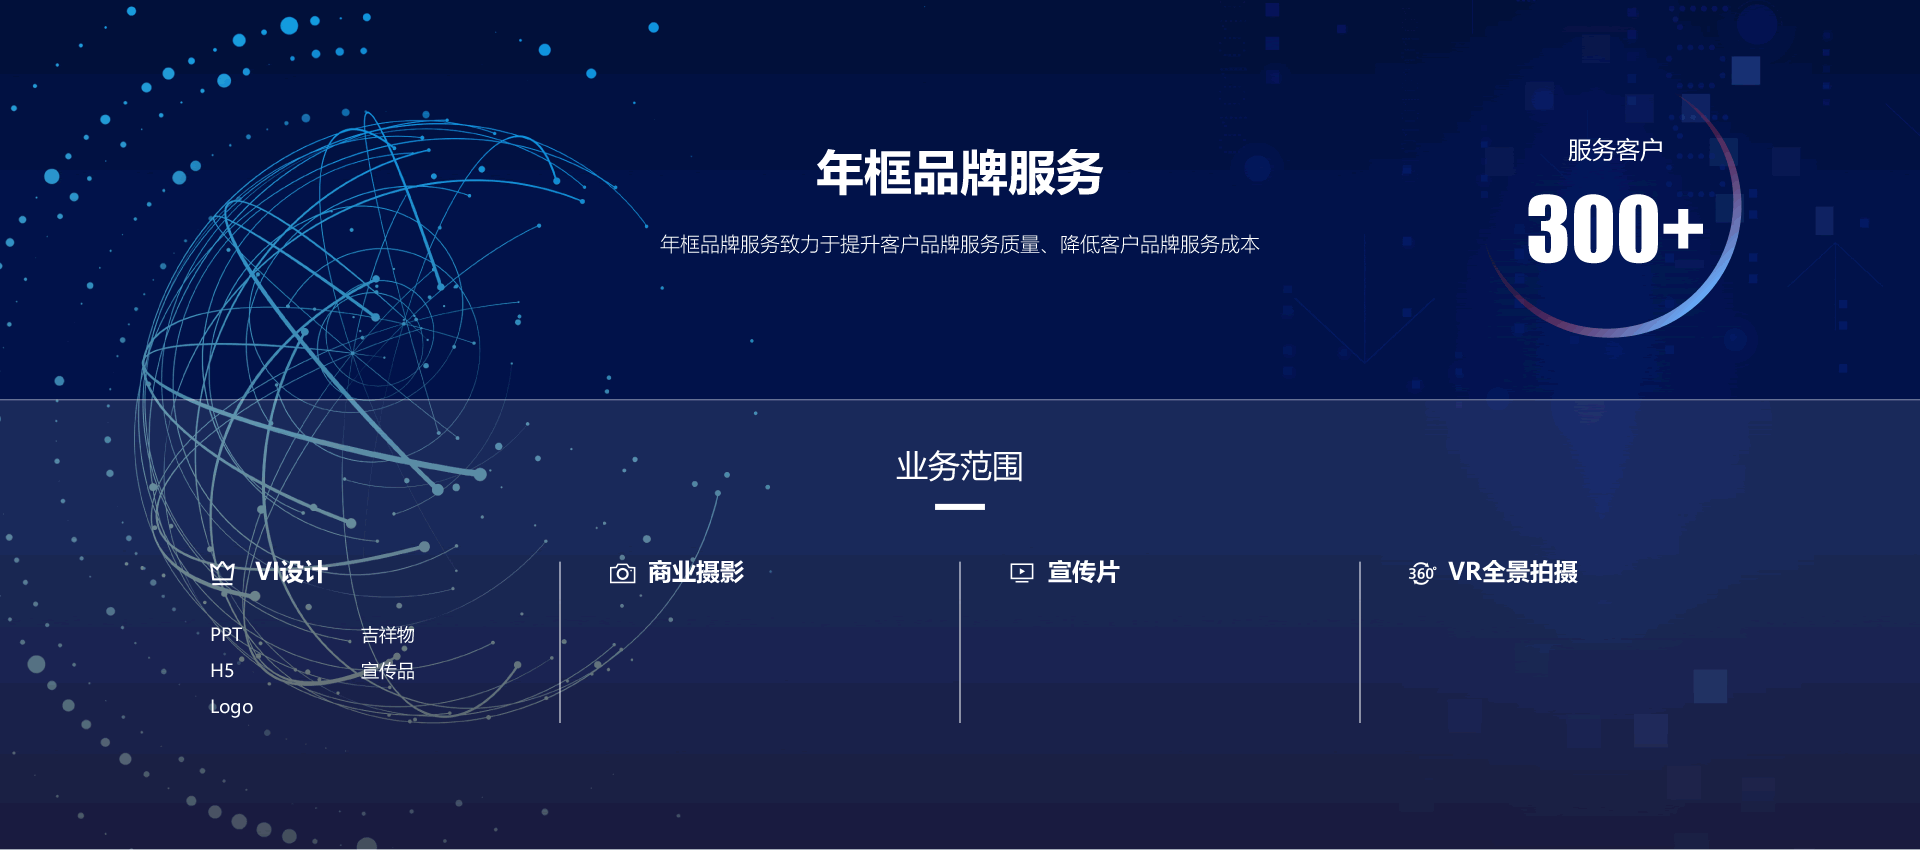 年框品牌服务
年框品牌服务致力于提升客户品牌服务质量、降低客户品牌服务成本
服务客户
300+
业务范围
VI设计
PPT
吉祥物
H5
宣传品
Logo
商业摄影
宣传片
360°
VR全景拍摄